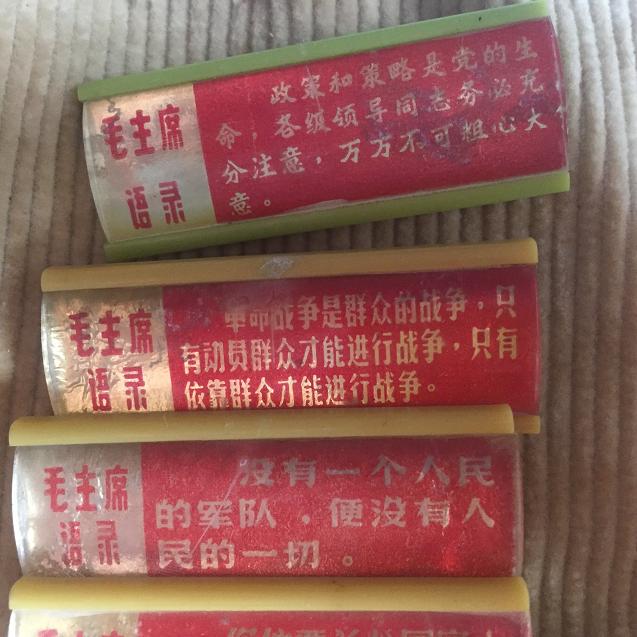 毛主席
语录
政策和策略是党的生
命，各级领导同志务必充
分注意，万万不可粗心大
意。
毛主席
语录
革命战争是群众的战争，只
有动员群众才能进行战争，只有
依靠群众才能进行战争。
毛主席
语录
没有一个人民
的军队，便没有人
民的一切。
毛主席